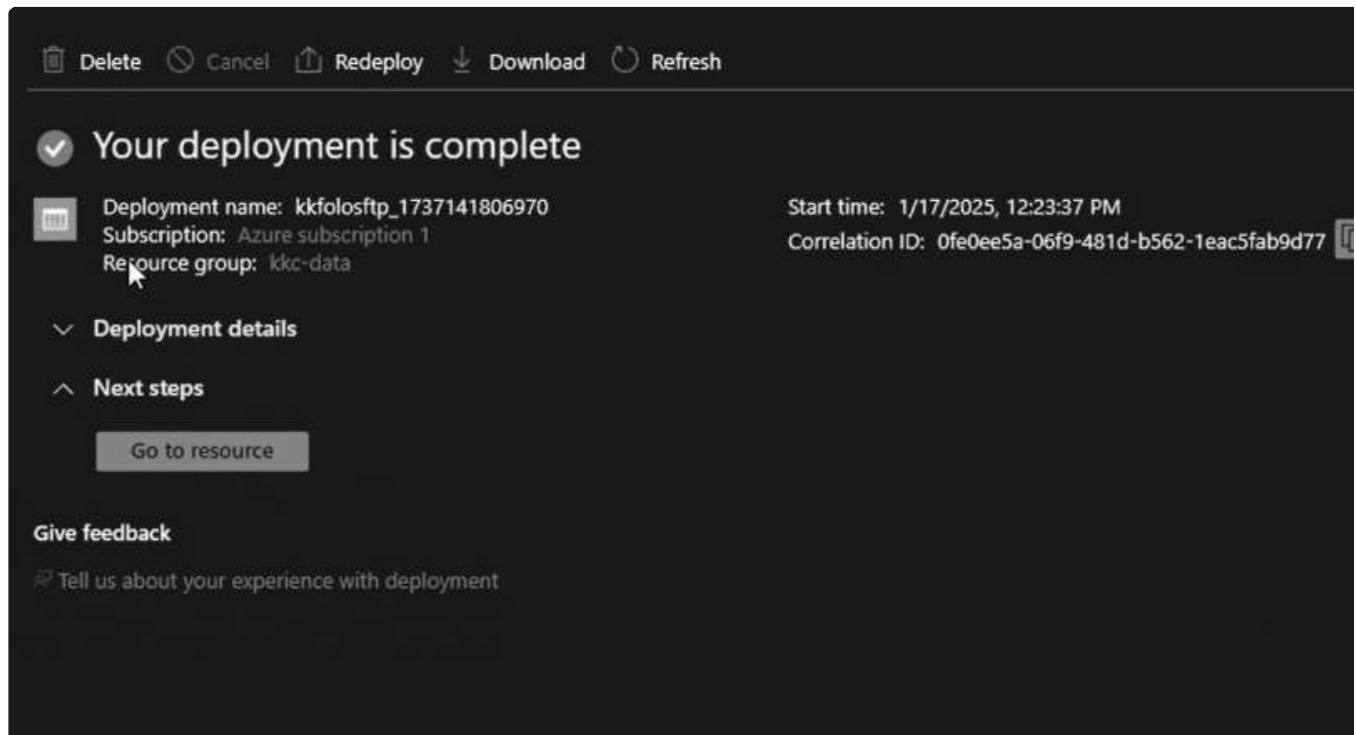 Delete Cancel Redeploy Download Refresh
Your deployment is complete
Deployment name: kkfolosftp_1737141806970
Subscription: Azure subscription 1
Resource group: kkc-data
Start time: 1/17/2025, 12:23:37 PM
Correlation ID: 0fe0ee5a-06f9-481d-b562-1eac5fab9d77
Deployment details
Next steps
Go to resource
Give feedback
Tell us about your experience with deployment